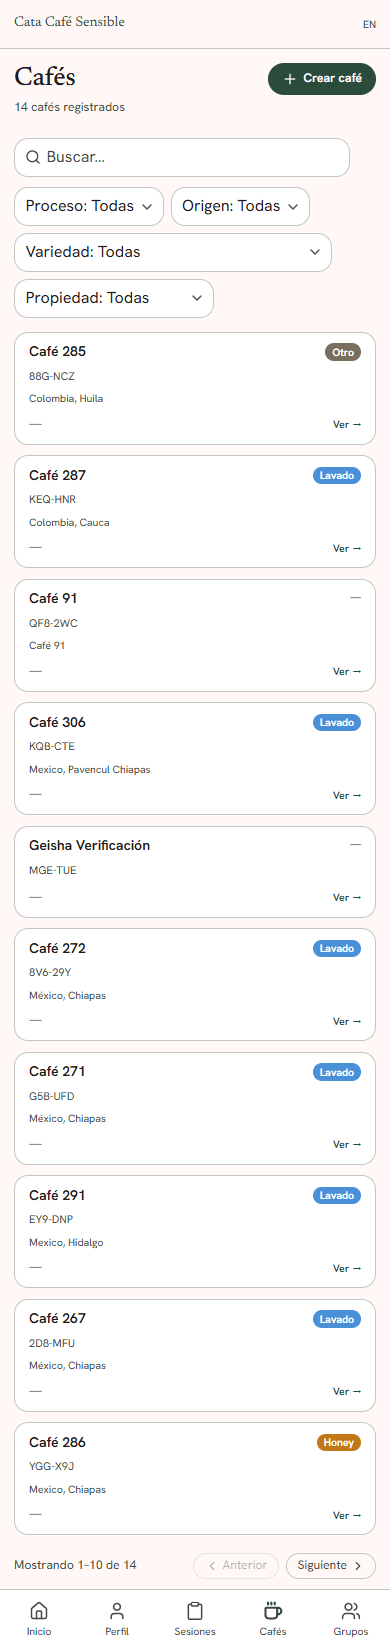 Cata Café Sensible
EN
Cafés
Crear café
14 cafés registrados
Buscar...
Proceso: Todas
Origen: Todas
Variedad: Todas
Propiedad: Todas
Café 285
Otro
88G-NCZ
Colombia, Huila
—
Ver →
Café 287
Lavado
KEQ-HNR
Colombia, Cauca
—
Ver →
Café 91
—
QF8-2WC
Café 91
—
Ver →
Café 306
Lavado
KQB-CTE
Mexico, Pavencul Chiapas
—
Ver →
Geisha Verificación
—
MGE-TUE
—
Ver →
Café 272
Lavado
8V6-29Y
México, Chiapas
—
Ver →
Café 271
Lavado
G5B-UFD
México, Chiapas
—
Ver →
Café 291
Lavado
EY9-DNP
Mexico, Hidalgo
—
Ver →
Café 267
Lavado
2D8-MFU
México, Chiapas
—
Ver →
Café 286
Honey
YGG-X9J
Mexico, Chiapas
—
Ver →
Mostrando 1–10 de 14
Anterior
Siguiente
Inicio
Perfil
Sesiones
Cafés
Grupos